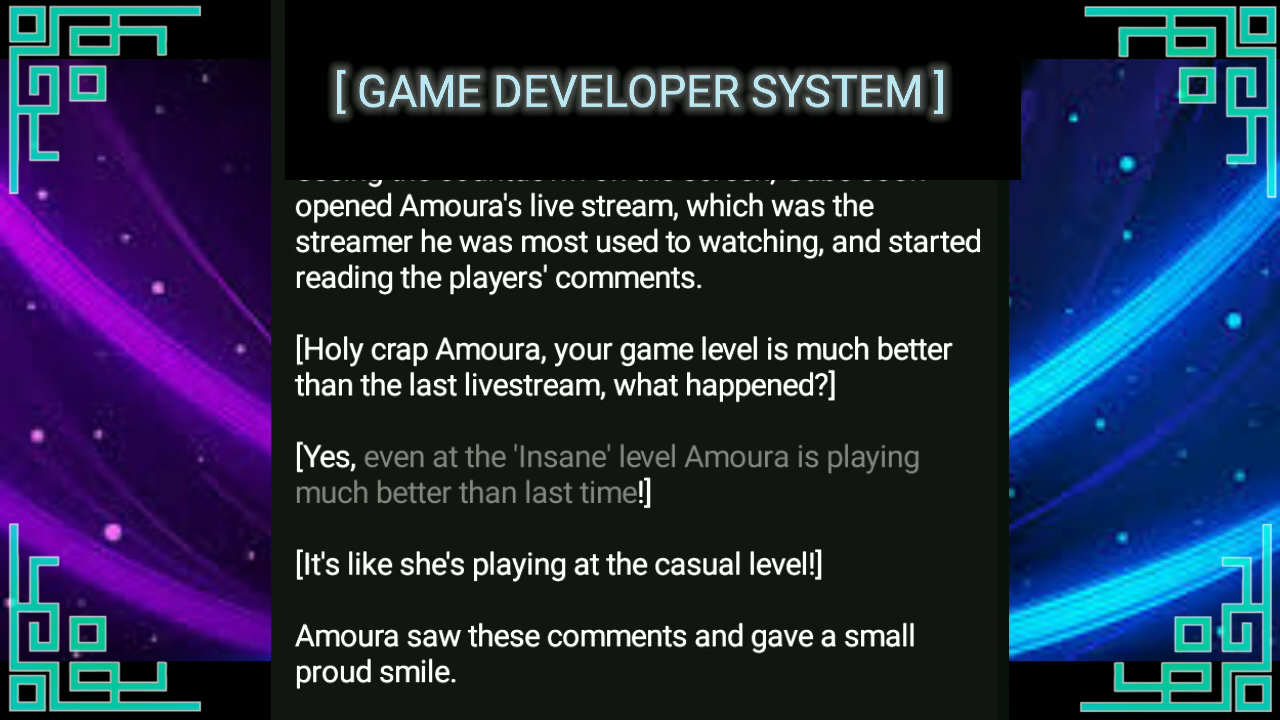 [ GAME DEVELOPER SYSTEM ]
opened Amoura's live stream, which was the
streamer he was most used to watching, and started
reading the players' comments.
[Holy crap Amoura, your game level is much better
than the last livestream, what happened?]
[Yes, even at the 'Insane' level Amoura is playing
much better than last time!]
[It's like she's playing at the casual level!]
Amoura saw these comments and gave a small
proud smile.